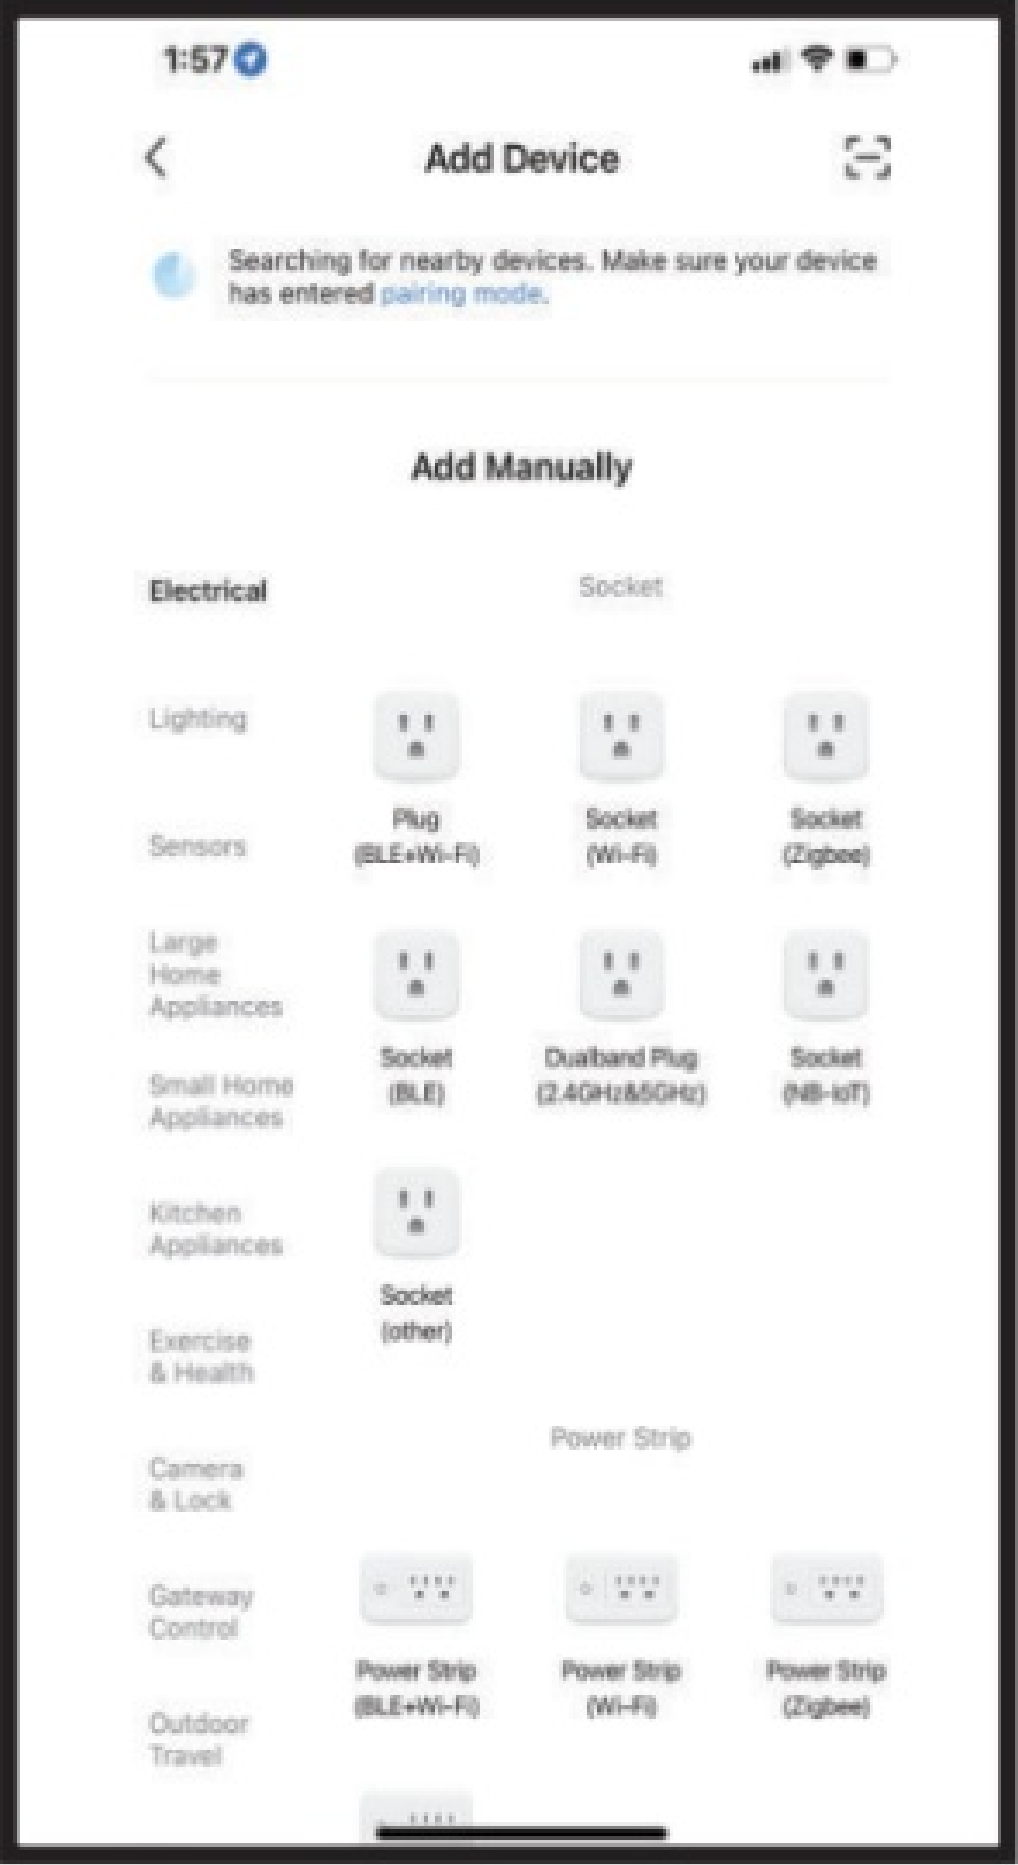 1:57
Add Device
Searching for nearby devices. Make sure your device
has entered pairing mode.
Add Manually
Electrical
Lighting
Sensors
Large
Home
Appliances
Small Home
Appliances
Kitchen
Appliances
Exercise
& Health
Camera
& Lock
Gateway
Control
Outdoor
Travel
Socket
Plug
(BLE+Wi-Fi)
Socket
(Wi-Fi)
Socket
(Zigbee)
Socket
(BLE)
Dualband Plug
(2.4GHz&5GHz)
Socket
(NB-IoT)
Socket
(other)
Power Strip
Power Strip
(BLE+Wi-Fi)
Power Strip
(Wi-Fi)
Power Strip
(Zigbee)